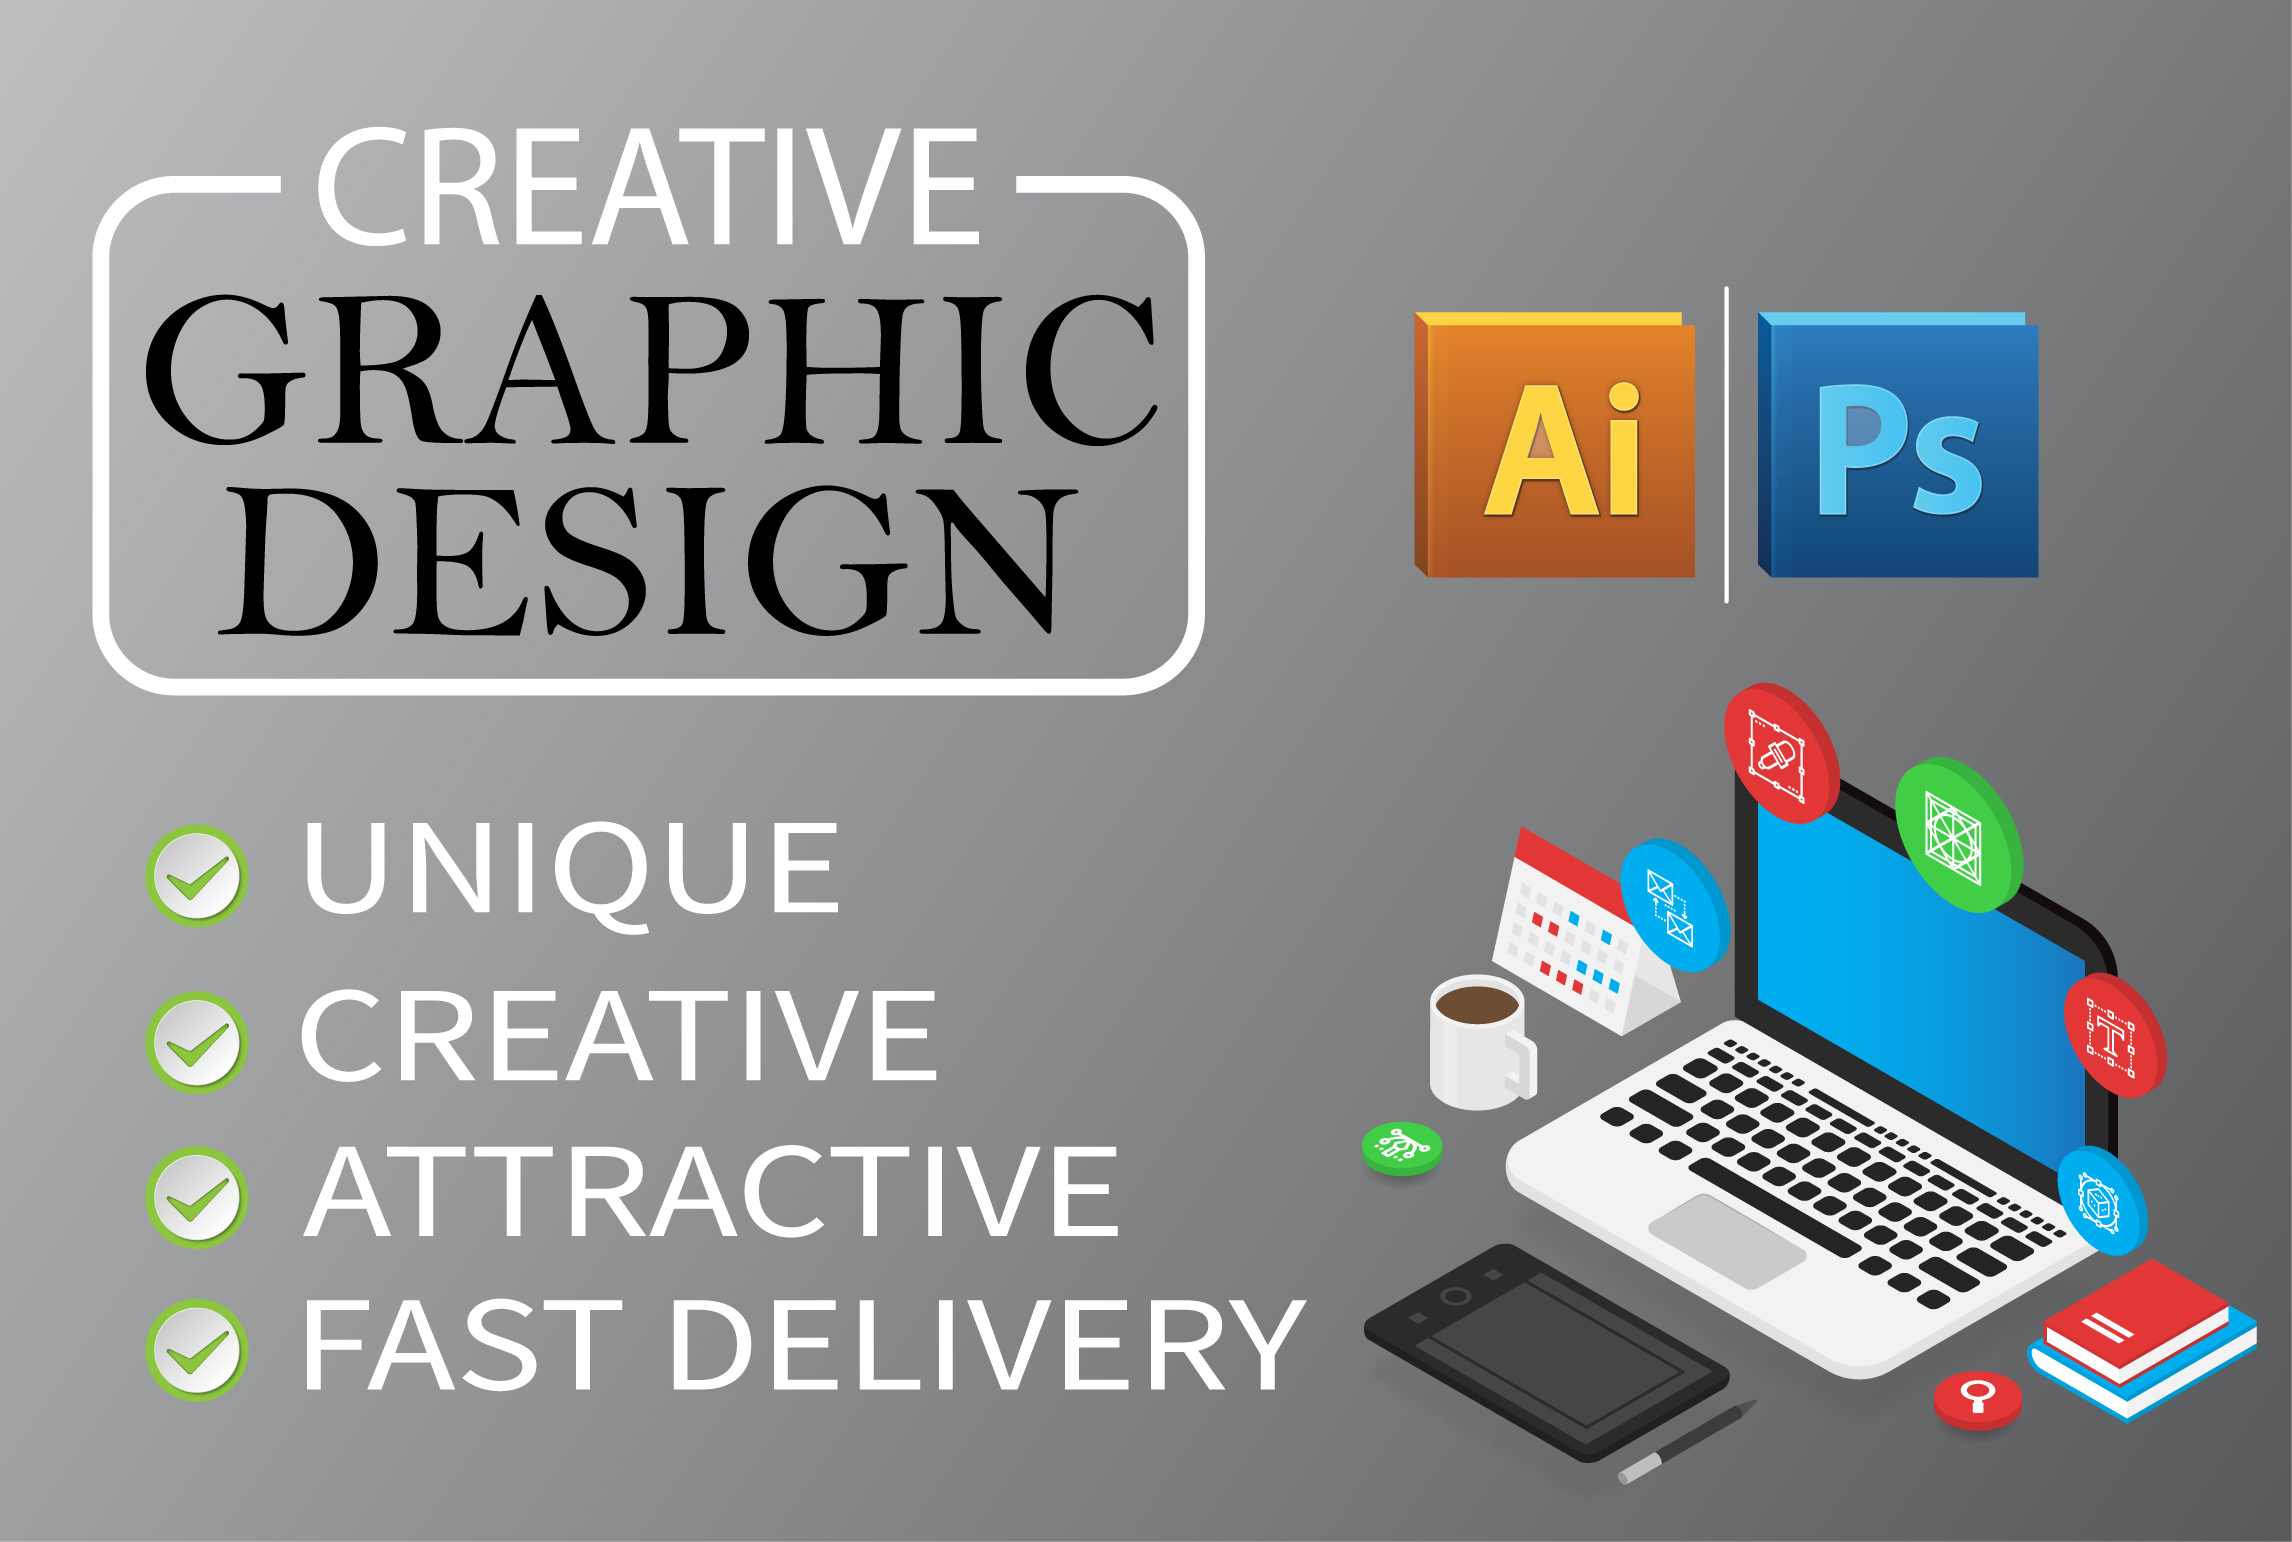 CREATIVE
GRAPHIC
DESIGN
Ai
Ps
UNIQUE
CREATIVE
ATTRACTIVE
FAST DELIVERY
T